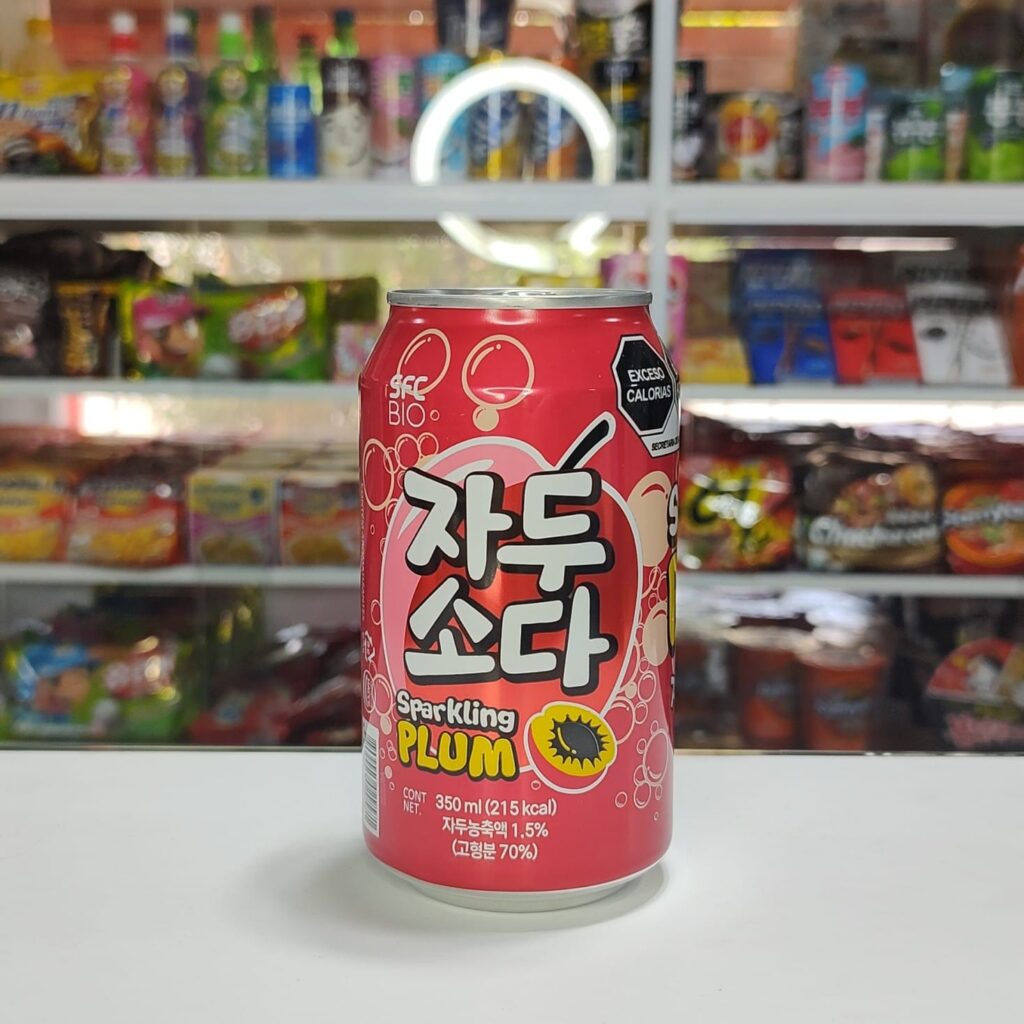 SFC
BIO
EXCESO
CALORIAS
자두
소다
Sparkling
PLUM
CONT
NET.
350 ml (215 kcal)
자두농축액 1.5%
(고형분 70%)